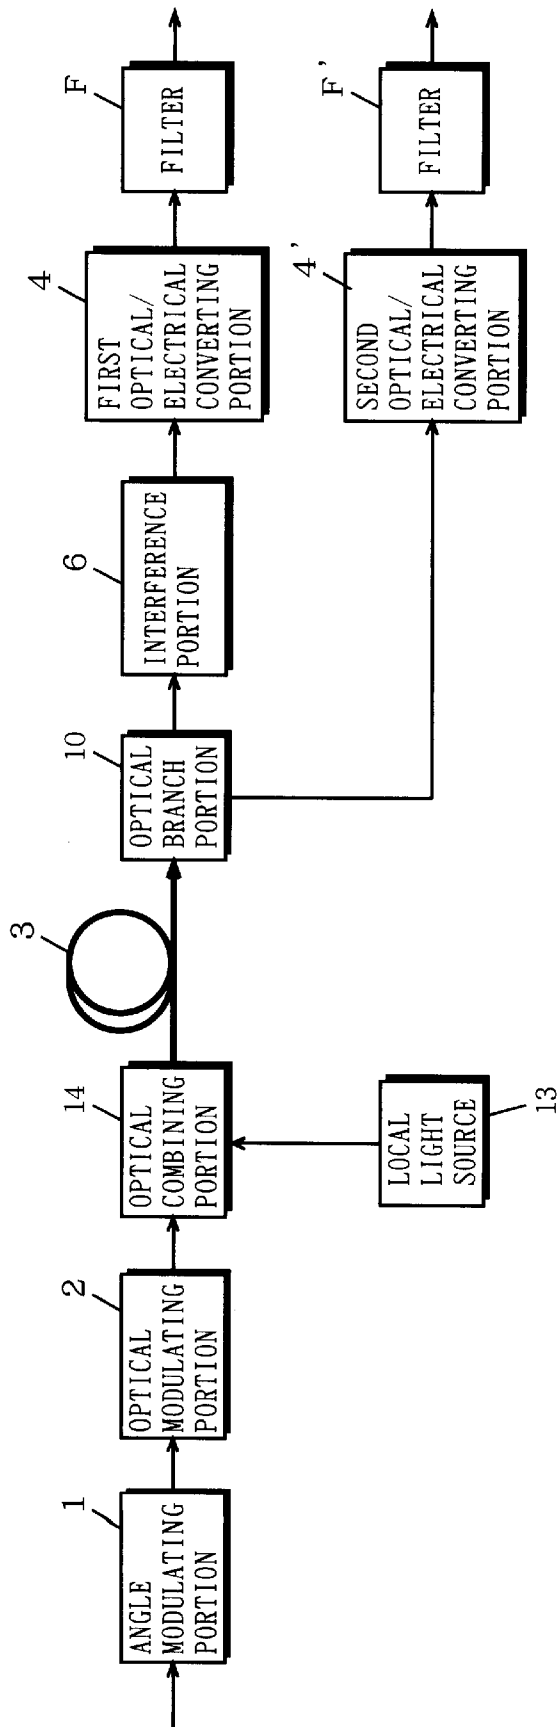 1
ANGLE
MODULATING
PORTION
2
OPTICAL
MODULATING
PORTION
14
OPTICAL
COMBINING
PORTION
13
LOCAL
LIGHT
SOURCE
3
10
OPTICAL
BRANCH
PORTION
6
INTERFERENCE
PORTION
4
FIRST
OPTICAL/
ELECTRICAL
CONVERTING
PORTION
F
FILTER
4'
SECOND
OPTICAL/
ELECTRICAL
CONVERTING
PORTION
F'
FILTER